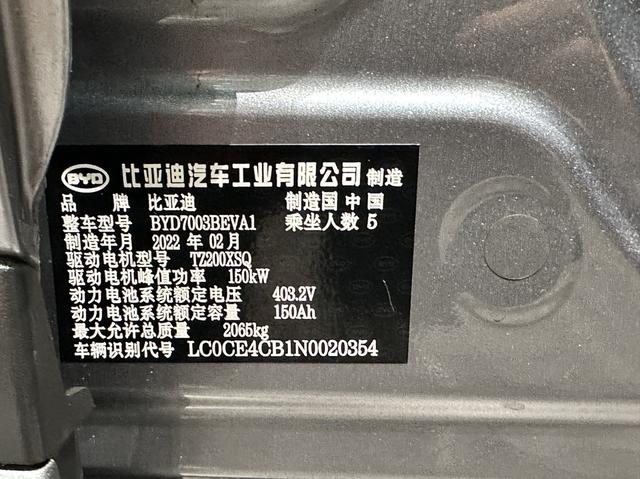 BYD 比亚迪汽车工业有限公司 制造
品 牌 比亚迪 制造国 中国
整车型号 BYD7003BEVA1 乘坐人数 5
制造年月 2022 年 02 月
驱动电机型号 TZ200XSQ
驱动电机峰值功率 150kW
动力电池系统额定电压 403.2V
动力电池系统额定容量 150Ah
最大允许总质量 2065kg
车辆识别代号 LC0CE4CB1N0020354